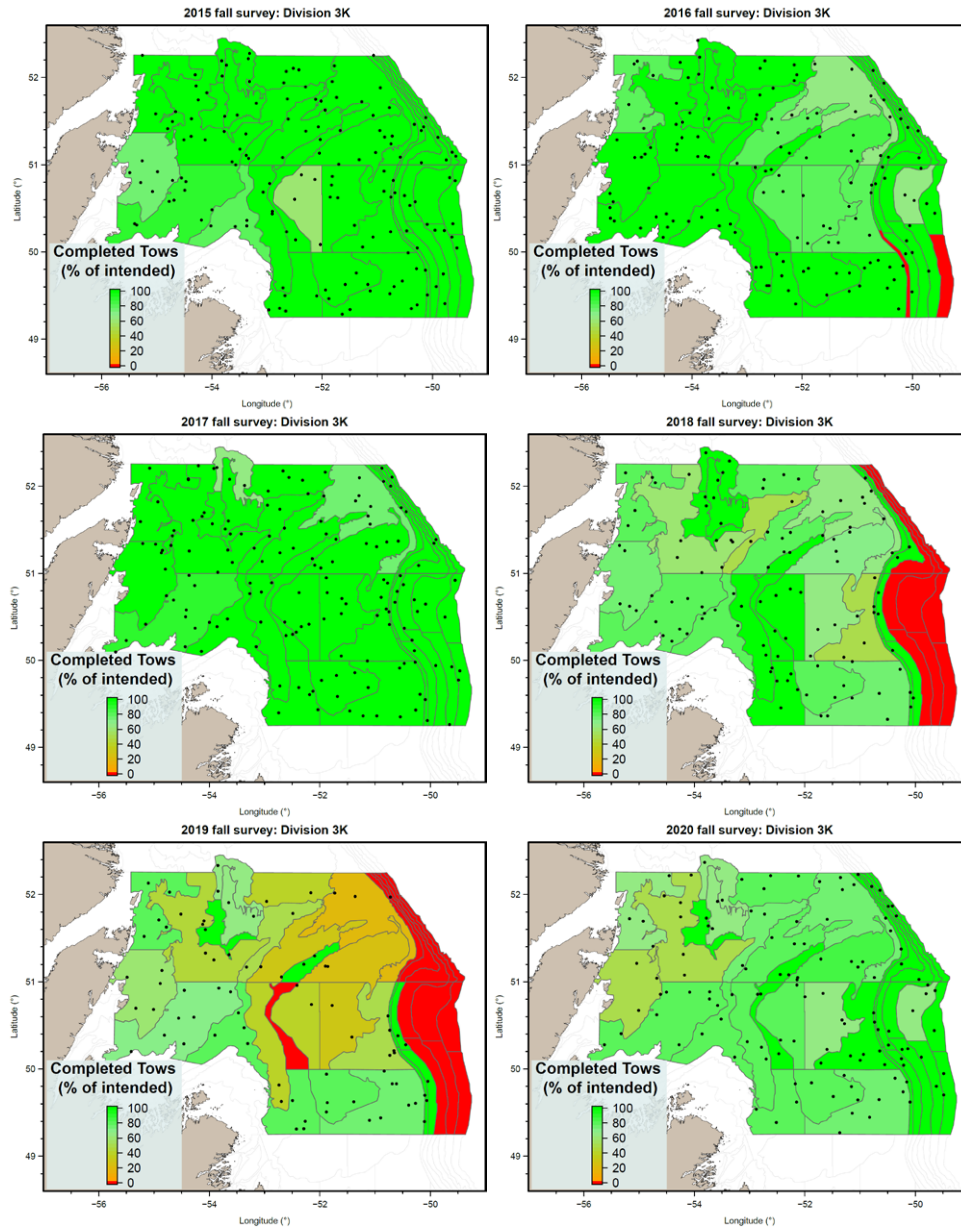 2015 fall survey: Division 3K
52
51
50
49
Latitude (°)
Completed Tows
(% of intended)
100
80
60
40
20
0
−56
−54
−52
−50
Longitude (°)
2016 fall survey: Division 3K
52
51
50
49
Latitude (°)
Completed Tows
(% of intended)
100
80
60
40
20
0
−56
−54
−52
−50
Longitude (°)
2017 fall survey: Division 3K
52
51
50
49
Latitude (°)
Completed Tows
(% of intended)
100
80
60
40
20
0
−56
−54
−52
−50
Longitude (°)
2018 fall survey: Division 3K
52
51
50
49
Latitude (°)
Completed Tows
(% of intended)
100
80
60
40
20
0
−56
−54
−52
−50
Longitude (°)
2019 fall survey: Division 3K
52
51
50
49
Latitude (°)
Completed Tows
(% of intended)
100
80
60
40
20
0
−56
−54
−52
−50
Longitude (°)
2020 fall survey: Division 3K
52
51
50
49
Latitude (°)
Completed Tows
(% of intended)
100
80
60
40
20
0
−56
−54
−52
−50
Longitude (°)